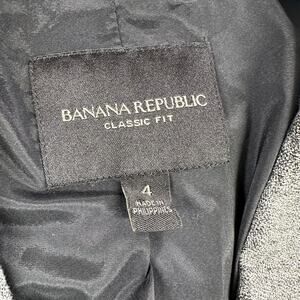 BANANA REPUBLIC
CLASSIC FIT
4
MADE IN
PHILIPPINES